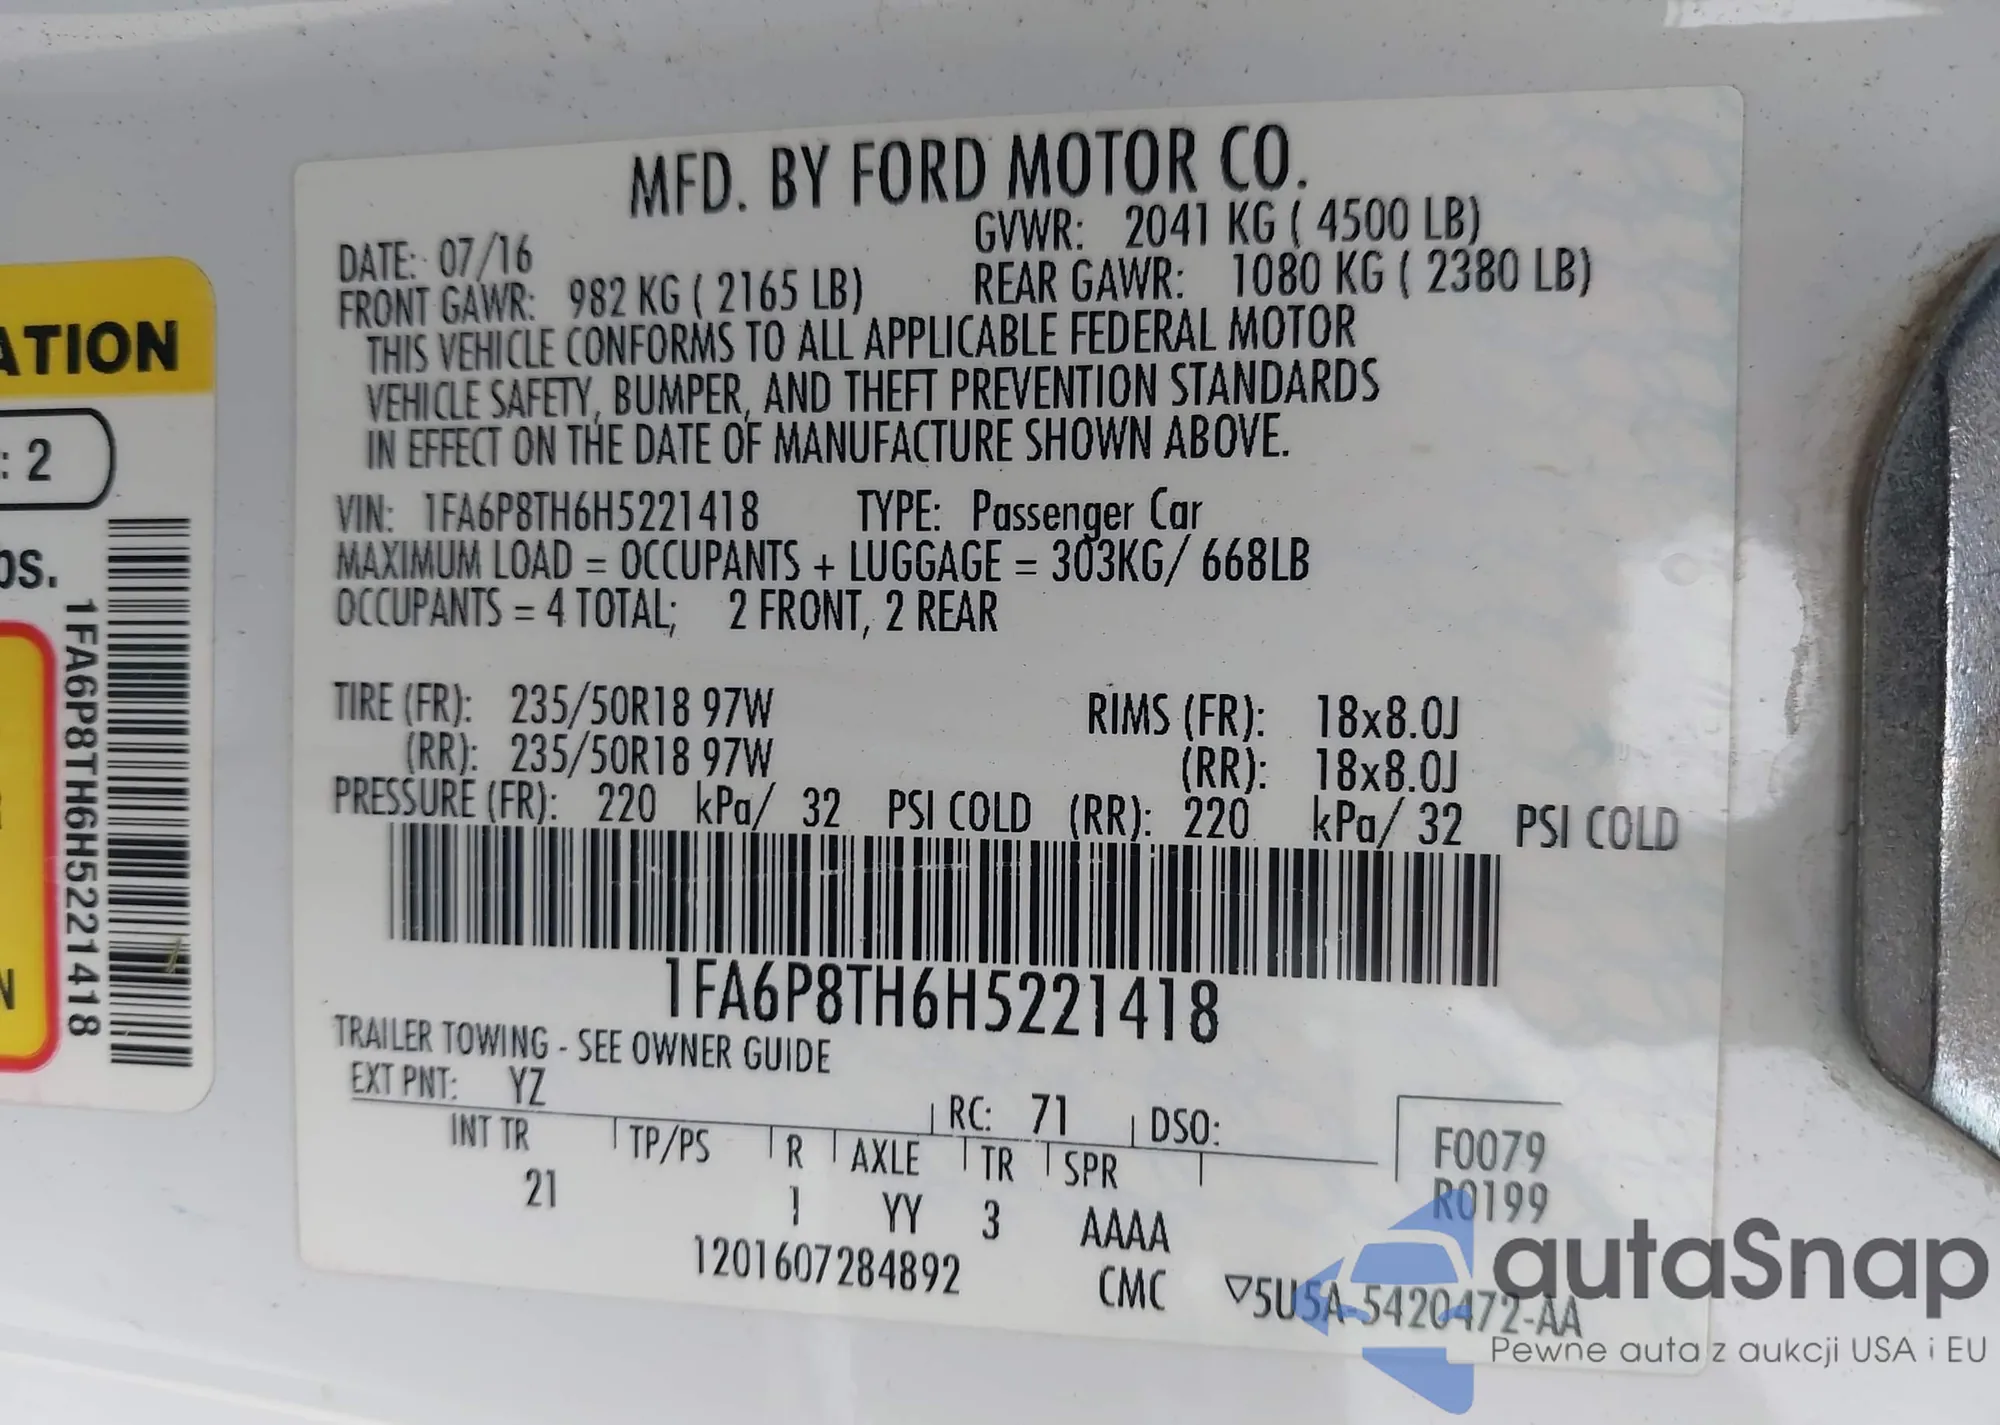 MFD. BY FORD MOTOR CO.
DATE: 07/16
GVWR: 2041 KG ( 4500 LB)
FRONT GAWR: 982 KG ( 2165 LB)
REAR GAWR: 1080 KG ( 2380 LB)
THIS VEHICLE CONFORMS TO ALL APPLICABLE FEDERAL MOTOR
VEHICLE SAFETY, BUMPER, AND THEFT PREVENTION STANDARDS
IN EFFECT ON THE DATE OF MANUFACTURE SHOWN ABOVE.
VIN: 1FA6P8TH6H5221418 TYPE: Passenger Car
MAXIMUM LOAD = OCCUPANTS + LUGGAGE = 303KG/ 668LB
OCCUPANTS = 4 TOTAL; 2 FRONT, 2 REAR
TIRE (FR): 235/50R18 97W RIMS (FR): 18x8.0J
(RR): 235/50R18 97W (RR): 18x8.0J
PRESSURE (FR): 220 kPa/ 32 PSI COLD (RR): 220 kPa/ 32 PSI COLD
1FA6P8TH6H5221418
TRAILER TOWING - SEE OWNER GUIDE
EXT PNT: YZ RC: 71 DSO:
INT TR TP/PS R AXLE TR SPR
21 1 YY 3 AAAA
F0079
R0199
1201607284892 CMC ▽5U5A-5420472-AA
ATION
: 2
bs.
1FA6P8TH6H5221418
N
autoSnap
Pewne auta z aukcji USA i EU